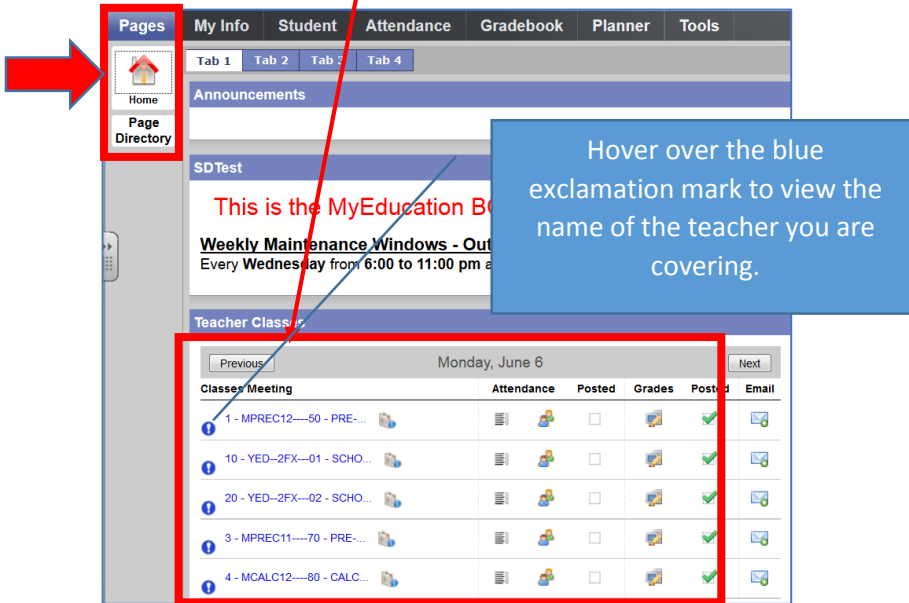 Pages My Info Student Attendance Gradebook Planner Tools
Tab 1 Tab 2 Tab 3 Tab 4
Home
Page
Directory
Announcements
Hover over the blue
exclamation mark to view the
name of the teacher you are
covering.
SDTest
This is the MyEducation
Weekly Maintenance Windows -
Every Wednesday from 6:00 to 11:00 pm
Teacher Classes
Previous Monday, June 6 Next
Classes Meeting Attendance Posted Grades Posted Email
1 - MPREC12----50 - PRE-...
10 - YED--2FX---01 - SCHO...
20 - YED--2FX---02 - SCHO...
3 - MPREC11----70 - PRE-...
4 - MCALC12----80 - CALC...